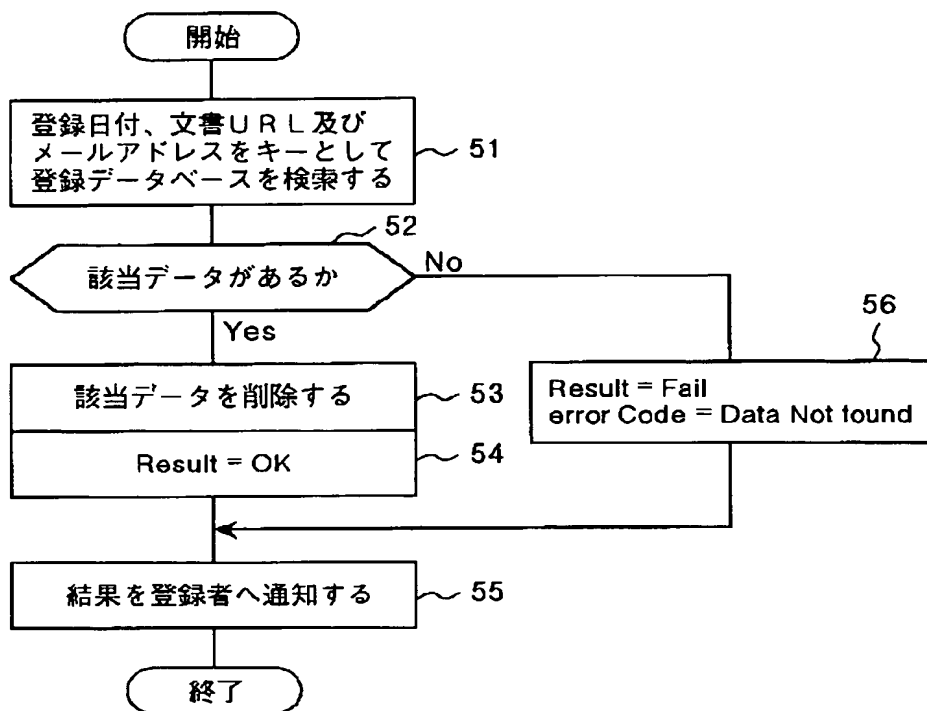 開始
登録日付、文書URL及び
メールアドレスをキーとして
登録データベースを検索する
51
52
該当データがあるか
No
Yes
56
該当データを削除する
53
Result = Fail
error Code = Data Not found
Result = OK
54
結果を登録者へ通知する
55
終了